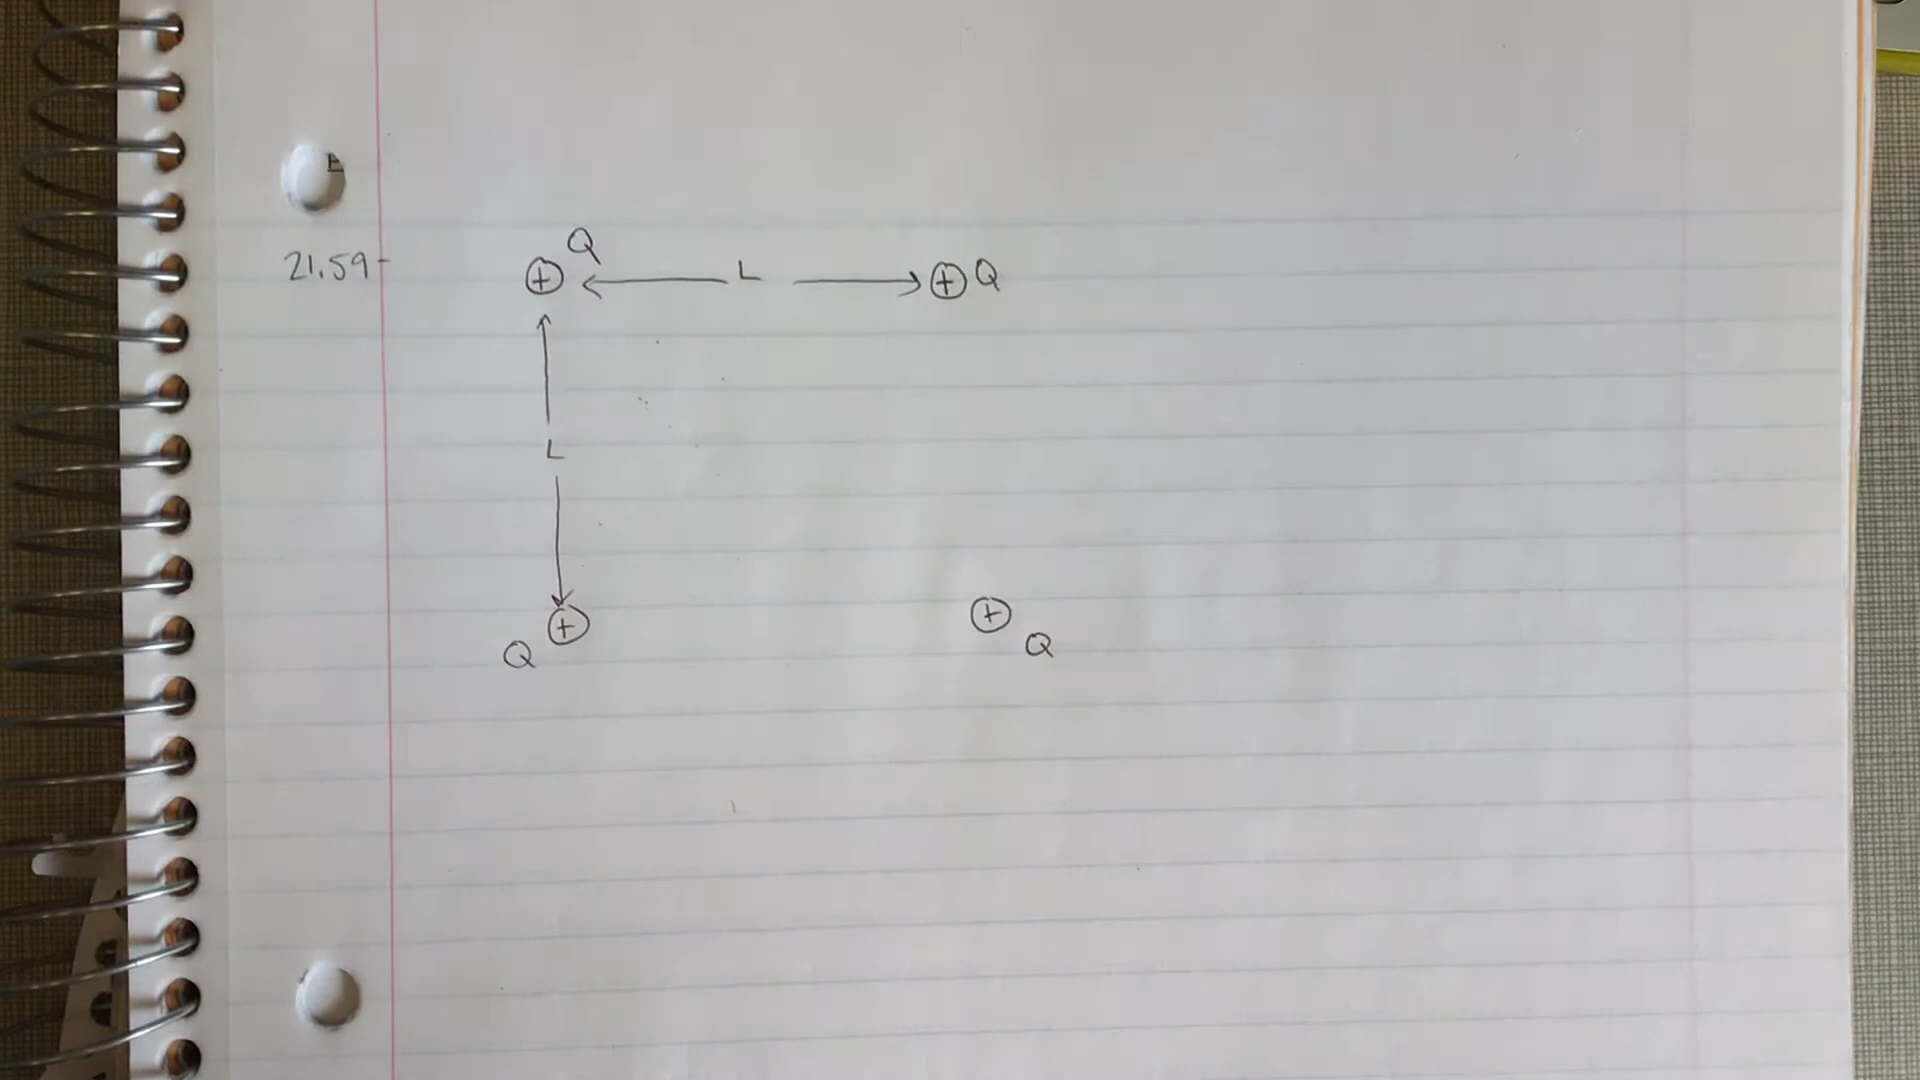 E
Q
21.59 + ← L → + Q
L
+ +
Q Q